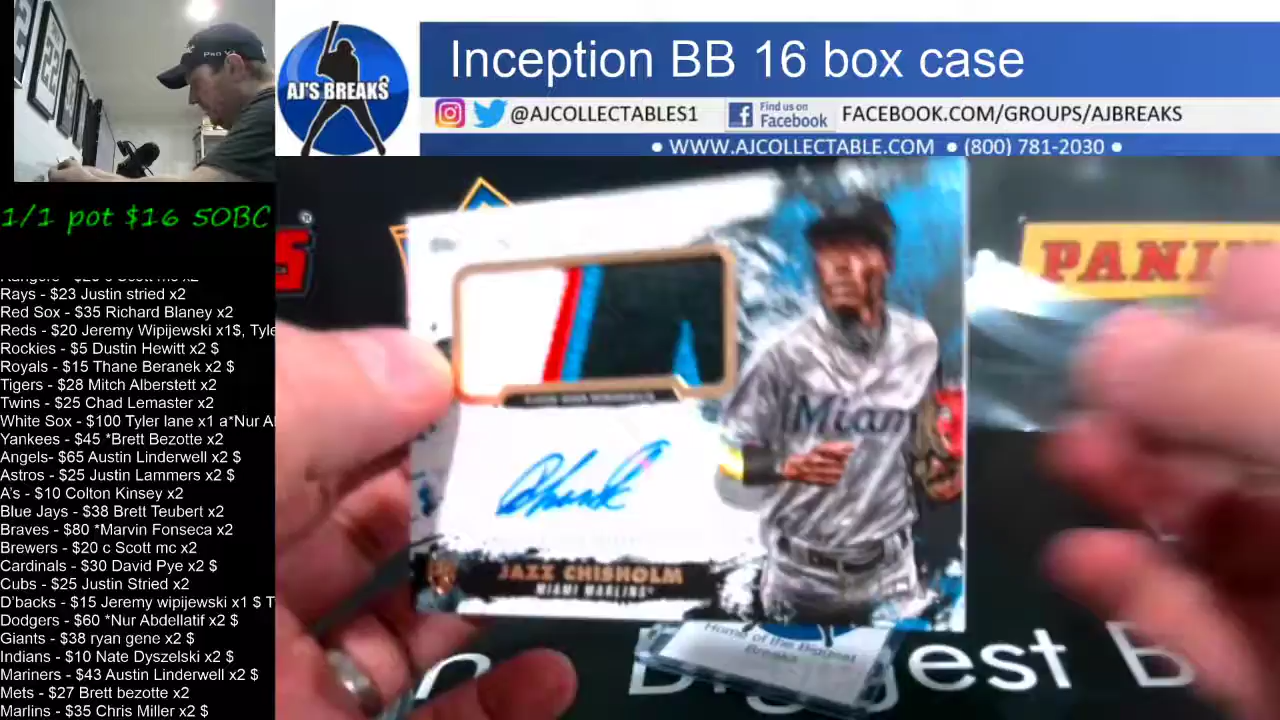 Inception BB 16 box case
AJ'S BREAKS
@AJCOLLECTABLES1
Find us on
Facebook
FACEBOOK.COM/GROUPS/AJBREAKS
• WWW.AJCOLLECTABLE.COM • (800) 781-2030 •
1/1 pot $16 SOBC
Rays - $23 Justin stried x2
Red Sox - $35 Richard Blaney x2
Reds - $20 Jeremy Wipijewski x1$, Tyle
Rockies - $5 Dustin Hewitt x2 $
Royals - $15 Thane Beranek x2 $
Tigers - $28 Mitch Alberstett x2
Twins - $25 Chad Lemaster x2
White Sox - $100 Tyler lane x1 a*Nur Al
Yankees - $45 *Brett Bezotte x2
Angels- $65 Austin Linderwell x2 $
Astros - $25 Justin Lammers x2 $
A's - $10 Colton Kinsey x2
Blue Jays - $38 Brett Teubert x2
Braves - $80 *Marvin Fonseca x2
Brewers - $20 c Scott mc x2
Cardinals - $30 David Pye x2 $
Cubs - $25 Justin Stried x2
D'backs - $15 Jeremy wipijewski x1 $ T
Dodgers - $60 *Nur Abdellatif x2 $
Giants - $38 ryan gene x2 $
Indians - $10 Nate Dyszelski x2 $
Mariners - $43 Austin Linderwell x2 $
Mets - $27 Brett bezotte x2
Marlins - $35 Chris Miller x2 $
PANINI
Miami
JAZZ CHISHOLM
MIAMI MARLINS
Home of the Biggest
Breaks